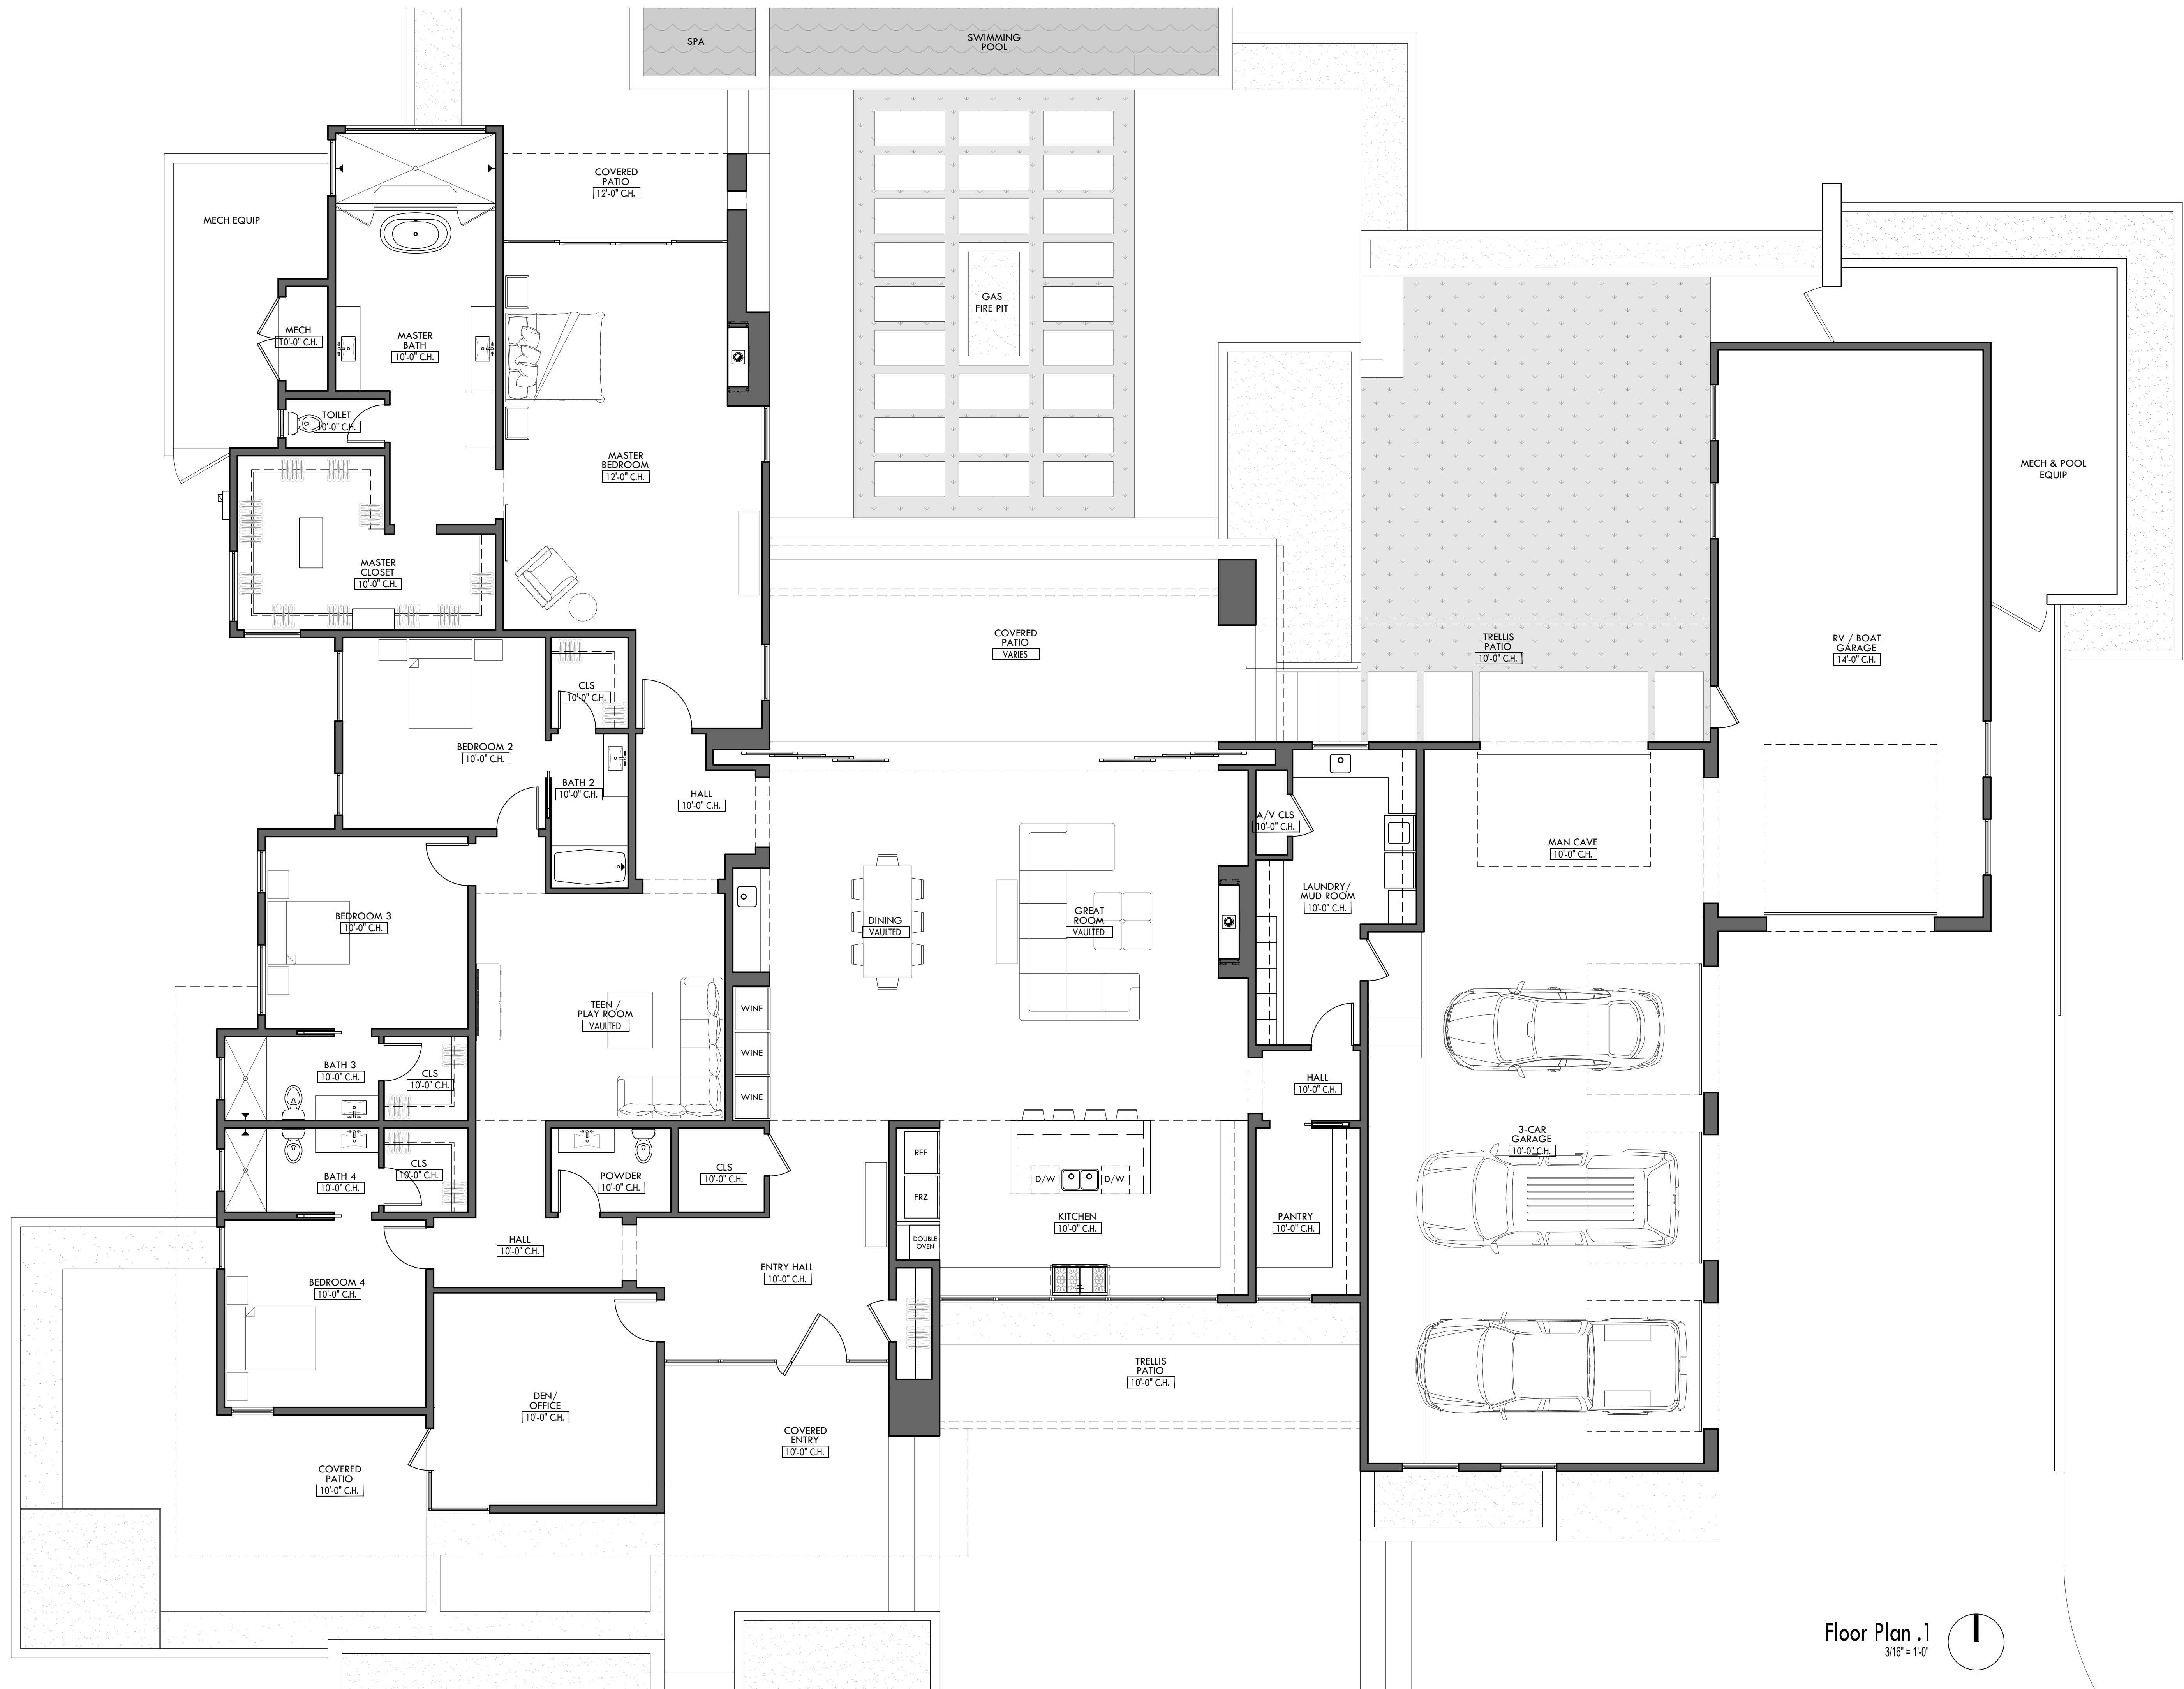 SPA
SWIMMING
POOL
COVERED
PATIO
12'-0" C.H.
MECH EQUIP
GAS
FIRE PIT
MECH
10'-0" C.H.
MASTER
BATH
10'-0" C.H.
TOILET
10'-0" C.H.
MASTER
BEDROOM
12'-0" C.H.
MECH & POOL
EQUIP
MASTER
CLOSET
10'-0" C.H.
COVERED
PATIO
VARIES
TRELLIS
PATIO
10'-0" C.H.
RV / BOAT
GARAGE
14'-0" C.H.
CLS
10'-0" C.H.
BEDROOM 2
10'-0" C.H.
BATH 2
10'-0" C.H.
HALL
10'-0" C.H.
A/V CLS
10'-0" C.H.
MAN CAVE
10'-0" C.H.
LAUNDRY/
MUD ROOM
10'-0" C.H.
BEDROOM 3
10'-0" C.H.
DINING
VAULTED
GREAT
ROOM
VAULTED
TEEN /
PLAY ROOM
VAULTED
WINE
WINE
WINE
BATH 3
10'-0" C.H.
CLS
10'-0" C.H.
HALL
10'-0" C.H.
3-CAR
GARAGE
10'-0" C.H.
BATH 4
10'-0" C.H.
CLS
10'-0" C.H.
POWDER
10'-0" C.H.
CLS
10'-0" C.H.
REF
FRZ
DOUBLE
OVEN
D/W
D/W
KITCHEN
10'-0" C.H.
PANTRY
10'-0" C.H.
HALL
10'-0" C.H.
ENTRY HALL
10'-0" C.H.
BEDROOM 4
10'-0" C.H.
TRELLIS
PATIO
10'-0" C.H.
DEN/
OFFICE
10'-0" C.H.
COVERED
ENTRY
10'-0" C.H.
COVERED
PATIO
10'-0" C.H.
Floor Plan .1
3/16" = 1'-0"